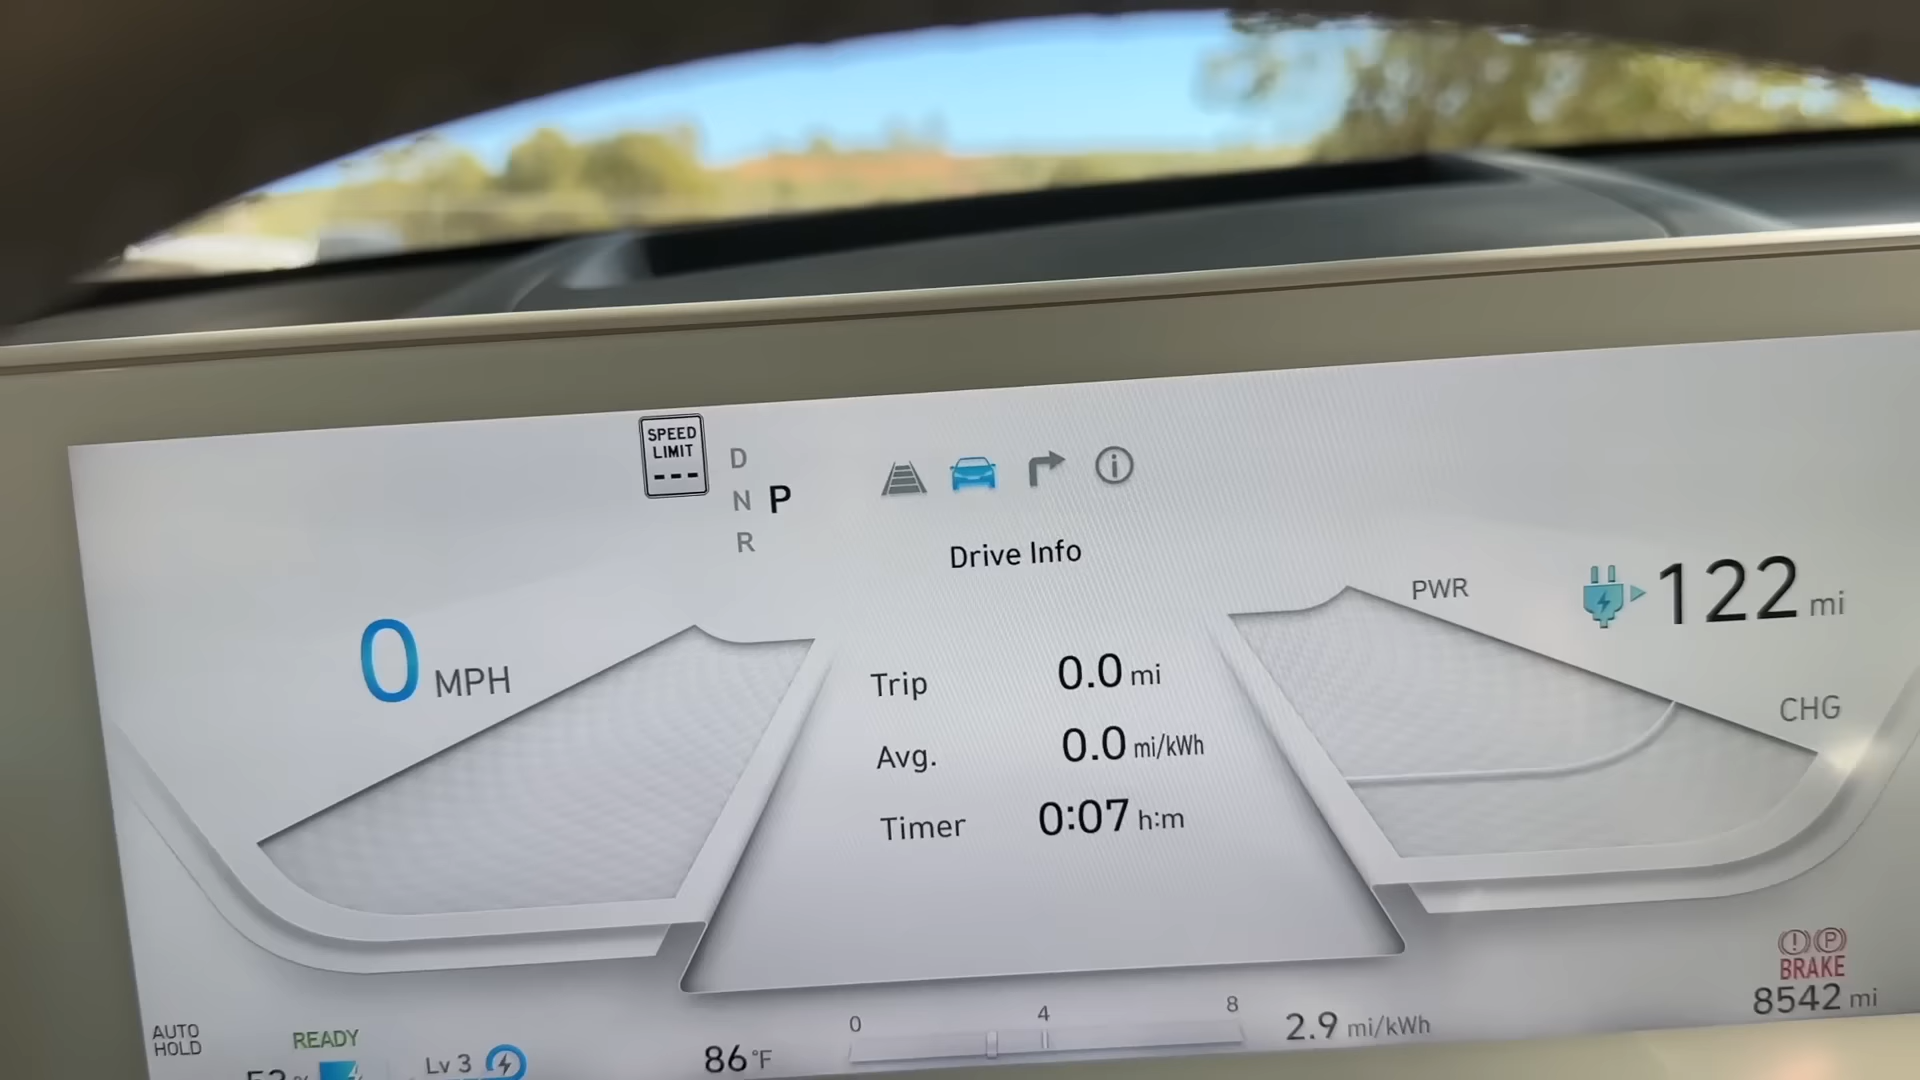 SPEED
LIMIT
---
D
N P
R
Drive Info
0 MPH
PWR
122 mi
CHG
Trip 0.0 mi
Avg. 0.0 mi/kWh
Timer 0:07 h:m
BRAKE
8542 mi
AUTO
HOLD
READY
Lv 3
86°F
0 4 8
2.9 mi/kWh